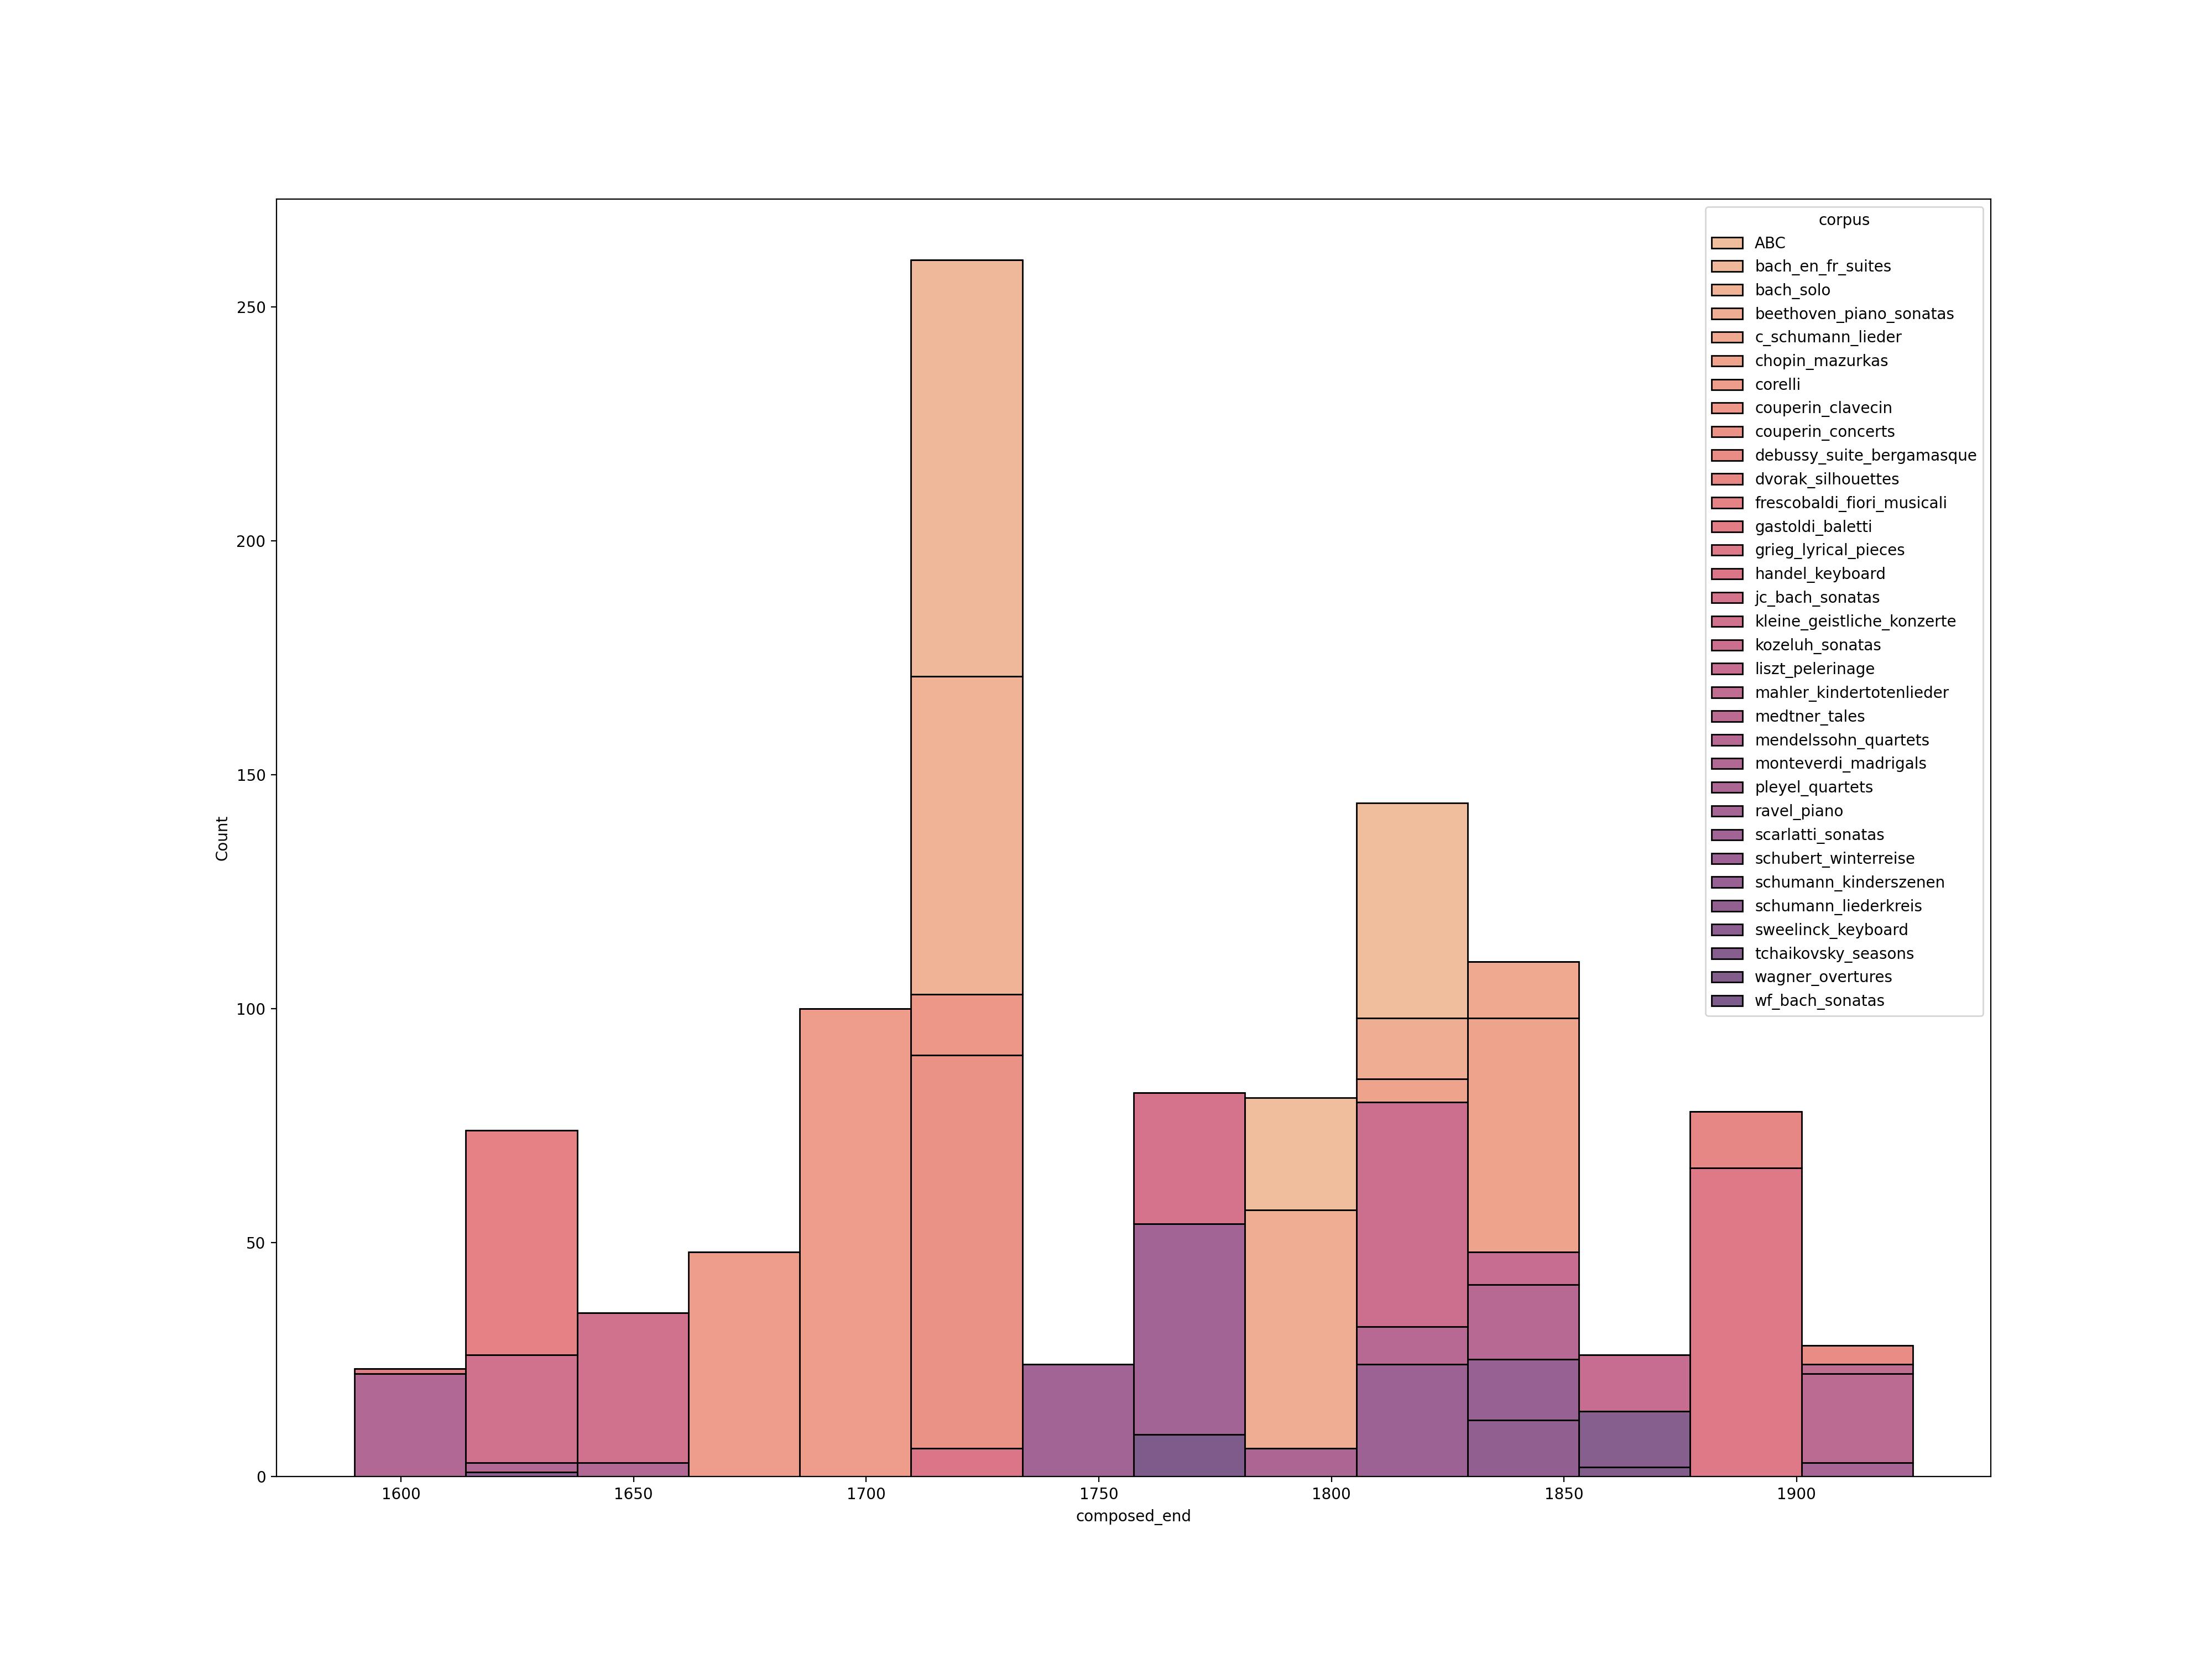 corpus
ABC
bach_en_fr_suites
bach_solo
beethoven_piano_sonatas
c_schumann_lieder
chopin_mazurkas
corelli
couperin_clavecin
couperin_concerts
debussy_suite_bergamasque
dvorak_silhouettes
frescobaldi_fiori_musicali
gastoldi_baletti
grieg_lyrical_pieces
handel_keyboard
jc_bach_sonatas
kleine_geistliche_konzerte
kozeluh_sonatas
liszt_pelerinage
mahler_kindertotenlieder
medtner_tales
mendelssohn_quartets
monteverdi_madrigals
pleyel_quartets
ravel_piano
scarlatti_sonatas
schubert_winterreise
schumann_kinderszenen
schumann_liederkreis
sweelinck_keyboard
tchaikovsky_seasons
wagner_overtures
wf_bach_sonatas
250
200
150
100
50
0
Count
1600 1650 1700 1750 1800 1850 1900
composed_end